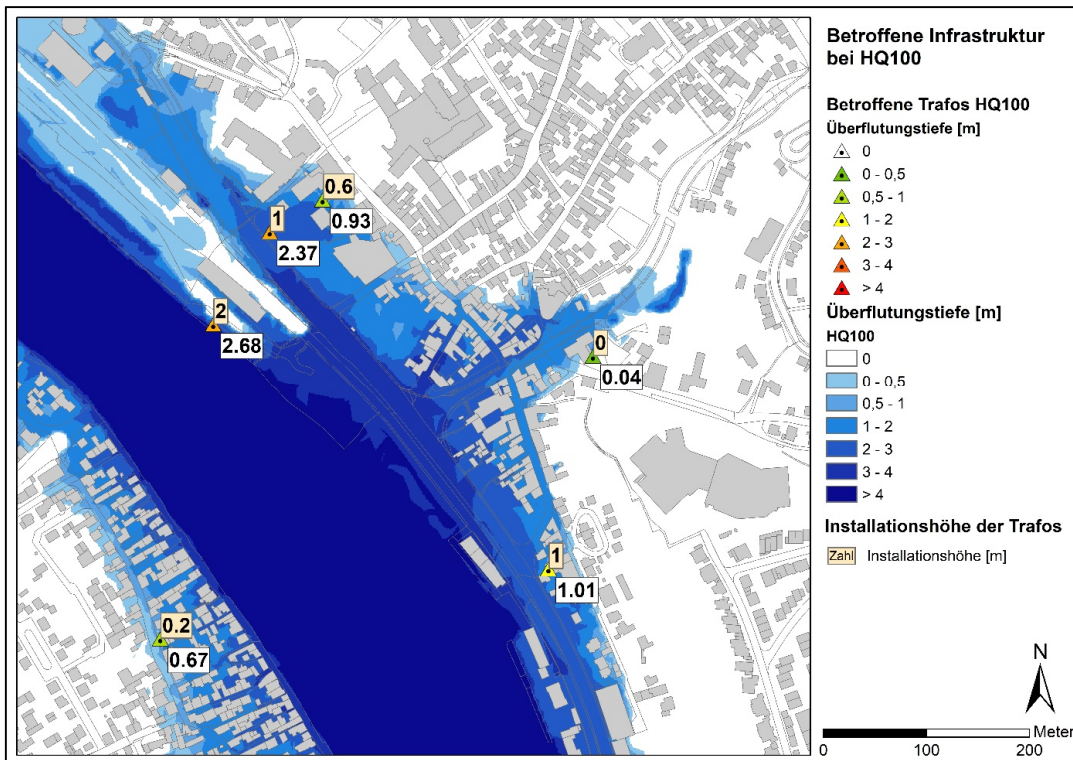 Betroffene Infrastruktur
bei HQ100
Betroffene Trafos HQ100
Überflutungstiefe [m]
0
0 - 0,5
0,5 - 1
1 - 2
2 - 3
3 - 4
> 4
Überflutungstiefe [m]
HQ100
0
0 - 0,5
0,5 - 1
1 - 2
2 - 3
3 - 4
> 4
Installationshöhe der Trafos
Zahl Installationshöhe [m]
N
Meter
0 100 200
0.6
0.93
1
2.37
2
2.68
0
0.04
1
1.01
0.2
0.67